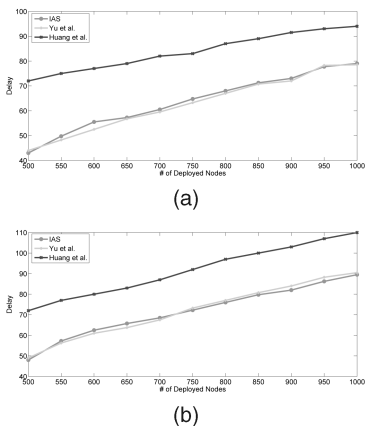 100
IAS
Yu et al.
Huang et al.
90
80
70
60
50
40
Delay
500 550 600 650 700 750 800 850 900 950 1000
# of Deployed Nodes
(a)
110
IAS
Yu et al.
Huang et al.
100
90
80
70
60
50
40
Delay
500 550 600 650 700 750 800 850 900 950 1000
# of Deployed Nodes
(b)